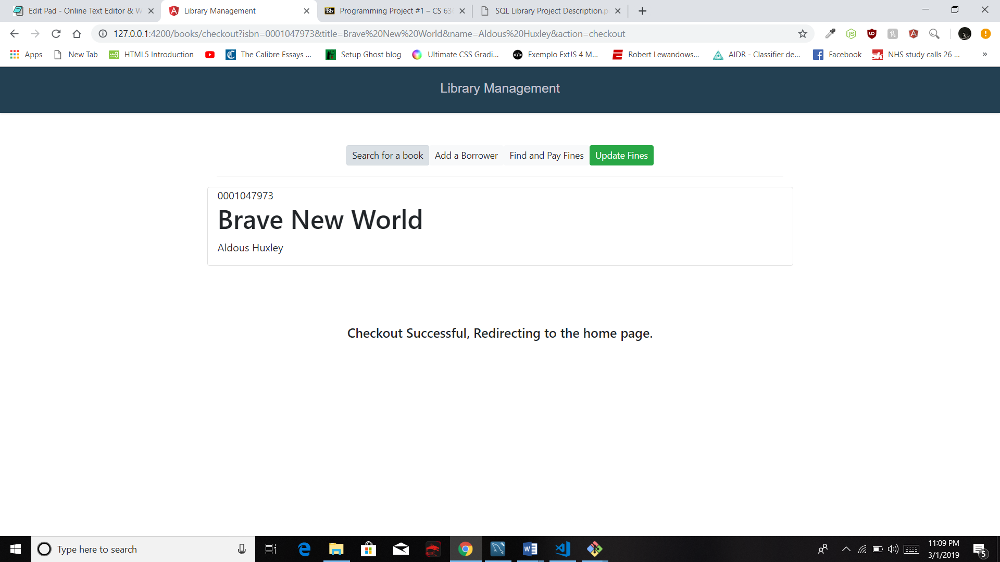 Edit Pad - Online Text Editor & W
Library Management
Programming Project #1 – CS 636
SQL Library Project Description.p
127.0.0.1:4200/books/checkout?isbn=0001047973&title=Brave%20New%20World&name=Aldous%20Huxley&action=checkout
Apps
New Tab
HTML5 Introduction
The Calibre Essays ...
Setup Ghost blog
Ultimate CSS Gradi...
Exemplo ExtJS 4 M...
Robert Lewandows...
AIDR - Classifier de...
Facebook
NHS study calls 26 ...
»
Library Management
Search for a book
Add a Borrower
Find and Pay Fines
Update Fines
0001047973
Brave New World
Aldous Huxley
Checkout Successful, Redirecting to the home page.
Type here to search
11:09 PM
3/1/2019
5